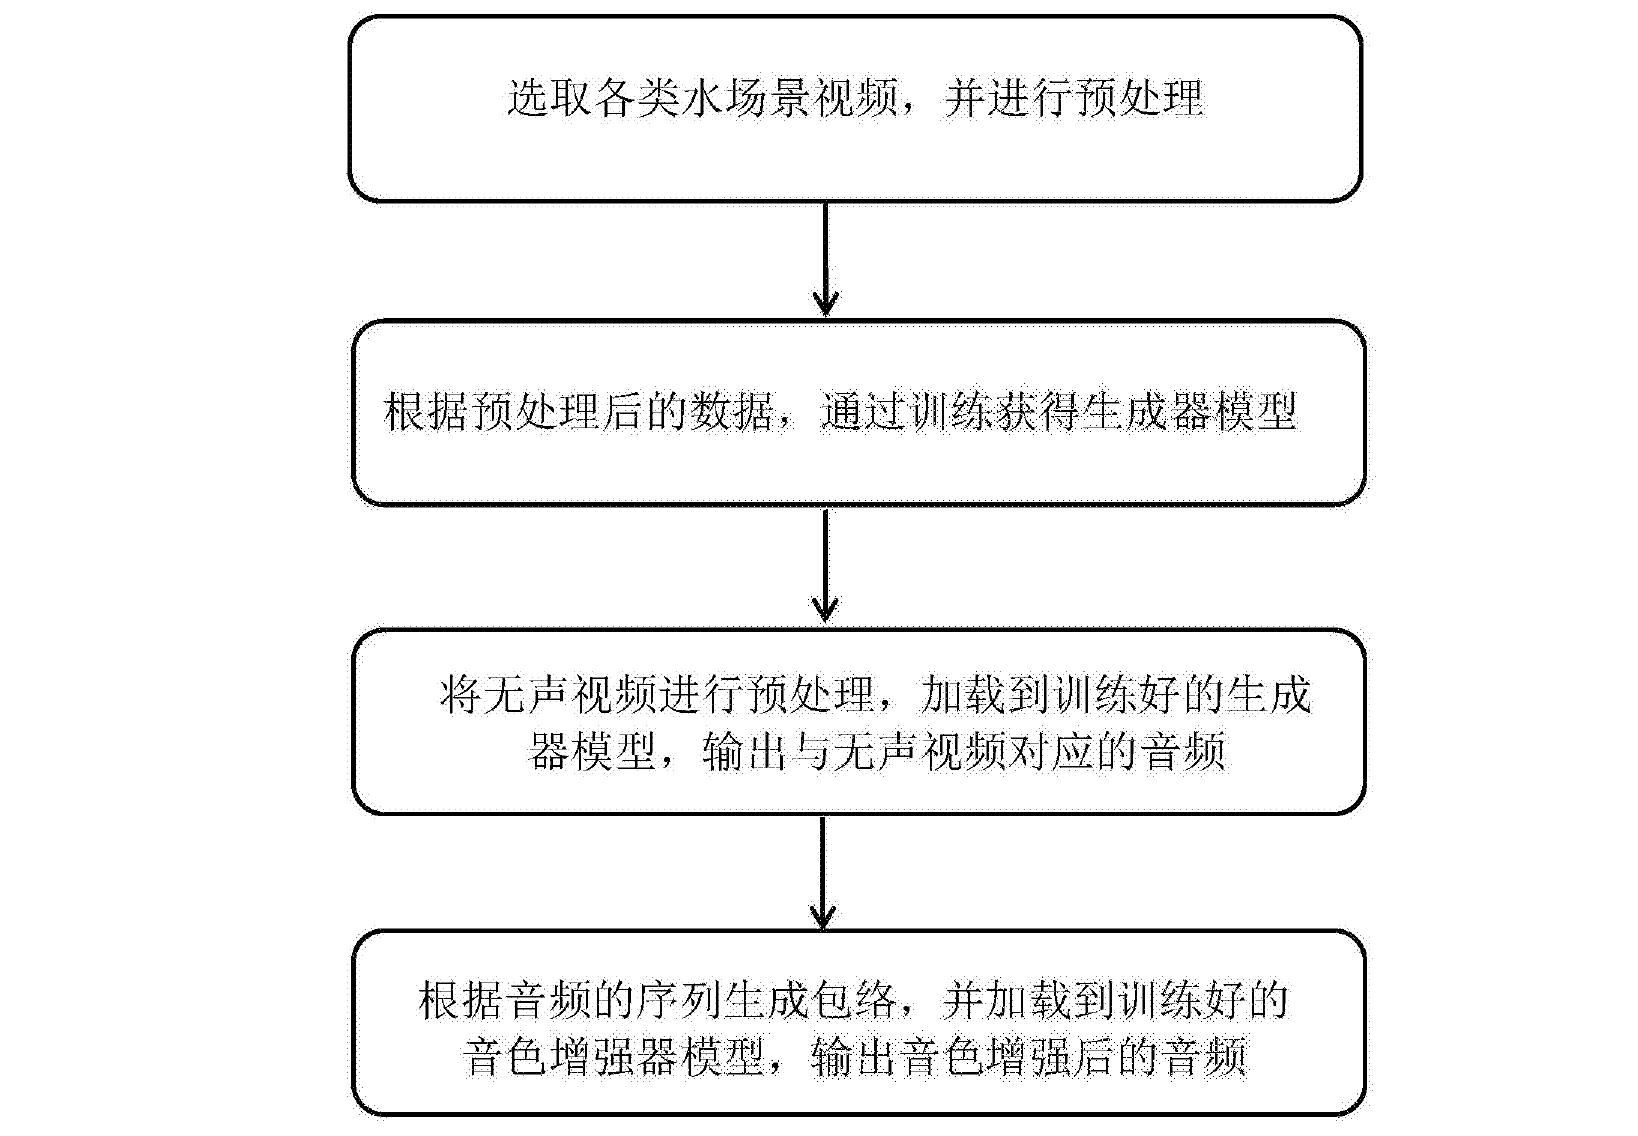 选取各类水场景视频，并进行预处理
根据预处理后的数据，通过训练获得生成器模型
将无声视频进行预处理，加载到训练好的生成
器模型，输出与无声视频对应的音频
根据音频的序列生成包络，并加载到训练好的
音色增强器模型，输出音色增强后的音频